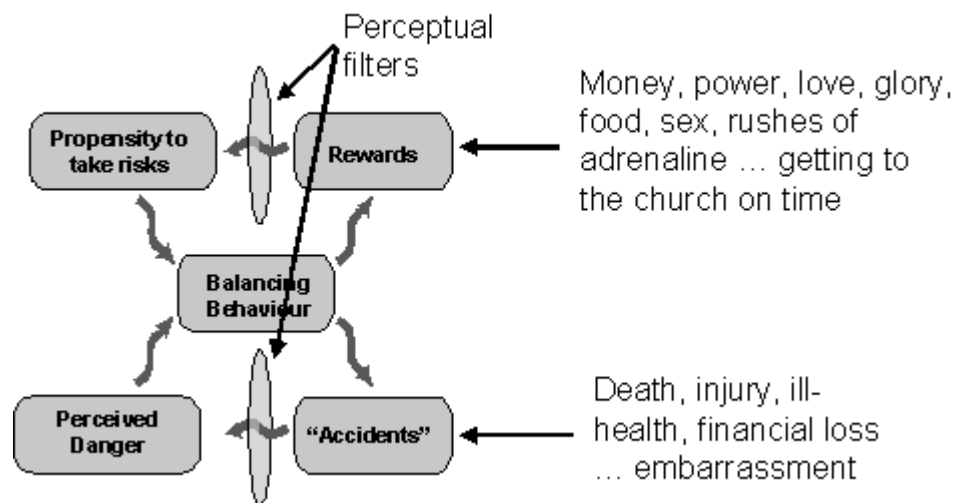 Perceptual
filters
Money, power, love, glory,
food, sex, rushes of
adrenaline ... getting to
the church on time
Propensity to
take risks
Rewards
Balancing
Behaviour
Perceived
Danger
“Accidents”
Death, injury, ill-
health, financial loss
... embarrassment